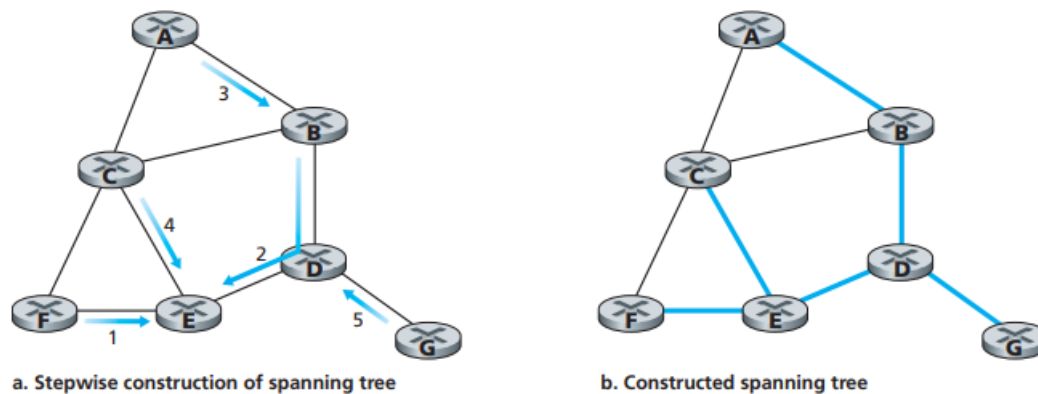 A
3
B
C
4
2
D
F
E
1
5
G
a. Stepwise construction of spanning tree
A
B
C
D
F
E
G
b. Constructed spanning tree